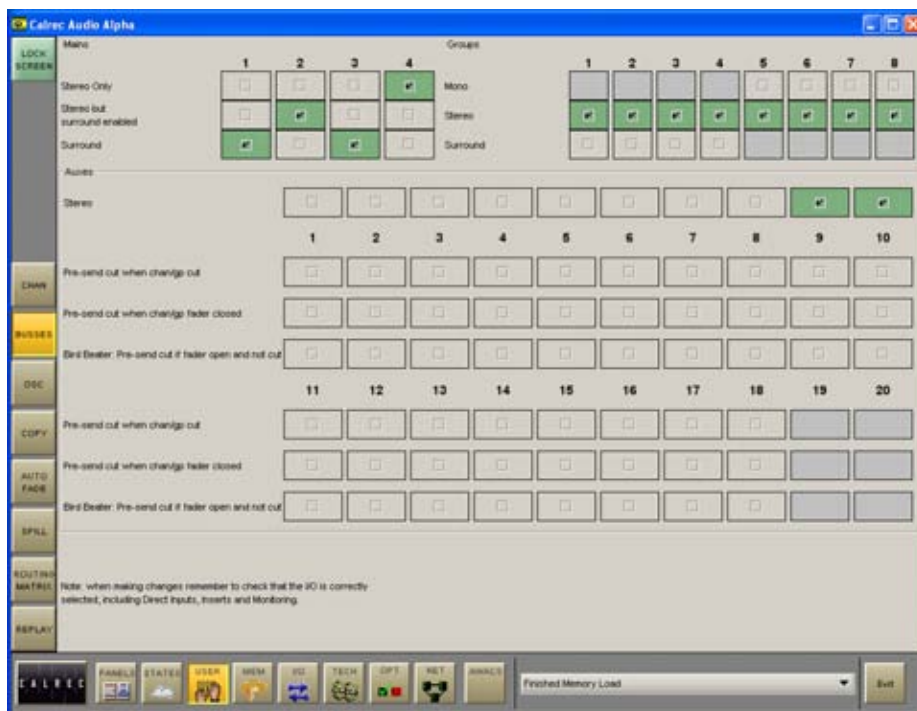 Calrec Audio Alpha
LOCK SCREEN
Mains
Groups
1 2 3 4
1 2 3 4 5 6 7 8
Stereo Only
Mono
Stereo but
surround enabled
Stereo
Surround
Surround
Auxes
Stereo
1 2 3 4 5 6 7 8 9 10
Pre-send cut when chan/gp cut
Pre-send cut when chan/gp fader closed
Bird Beater: Pre-send cut if fader open and not cut
11 12 13 14 15 16 17 18 19 20
Pre-send cut when chan/gp cut
Pre-send cut when chan/gp fader closed
Bird Beater: Pre-send cut if fader open and not cut
CHAN
BUSSES
OSC
COPY
AUTO FADE
SPILL
ROUTING MATRIX
REPLAY
Note: when making changes remember to check that the I/O is correctly
selected, including Direct Inputs, Inserts and Monitoring.
CALREC
PANELS
STATES
USER
MEM
I/O
TECH
OPT
NET
AWACS
Finished Memory Load
Exit